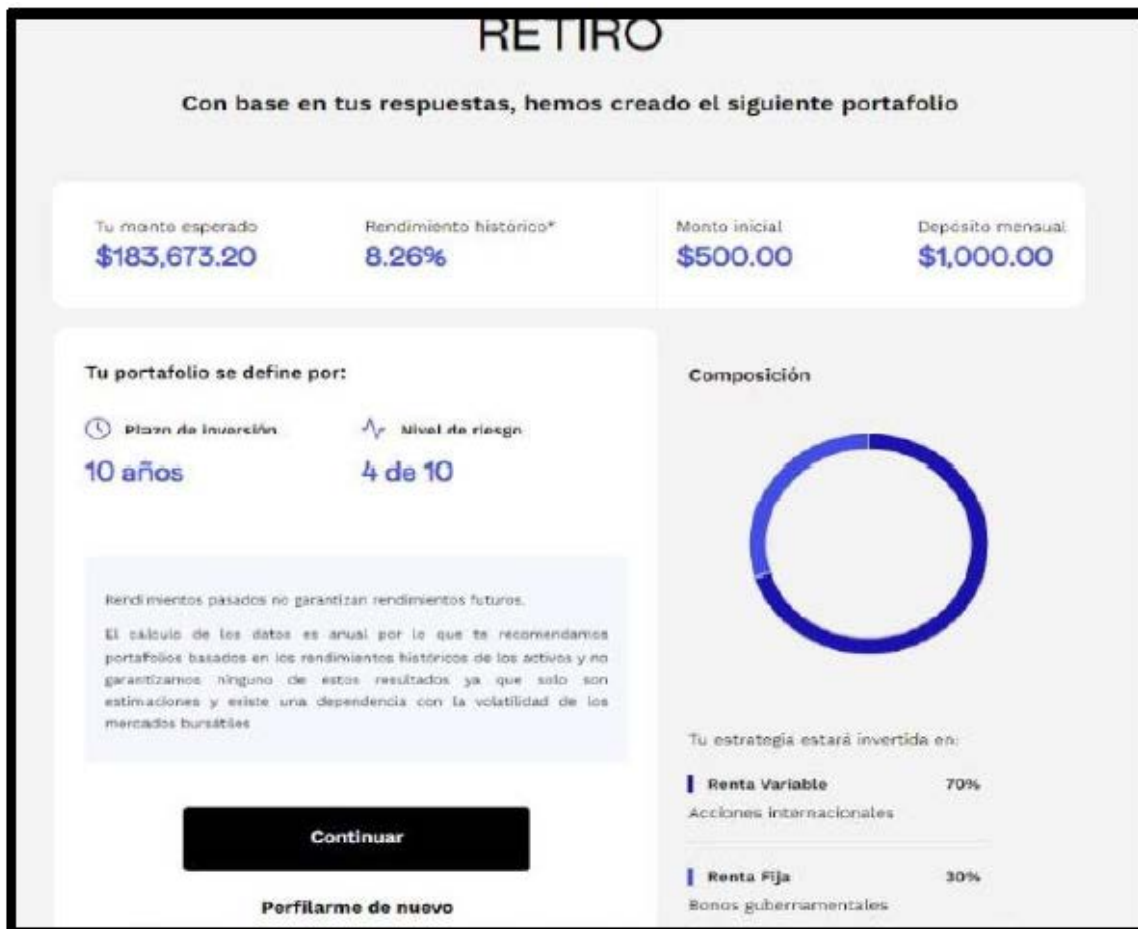 RETIRO
Con base en tus respuestas, hemos creado el siguiente portafolio
Tu monto esperado
$183,673.20
Rendimiento histórico*
8.26%
Monto inicial
$500.00
Depósito mensual
$1,000.00
Tu portafolio se define por:
Plazo de inversión
10 años
Nivel de riesgo
4 de 10
Rendimientos pasados no garantizan rendimientos futuros.
El cálculo de los datos es anual por lo que te recomendamos
portafolios basados en los rendimientos históricos de los activos y no
garantizamos ninguno de estos resultados ya que solo son
estimaciones y existe una dependencia con la volatilidad de los
mercados bursátiles
Continuar
Perfilarme de nuevo
Composición
Tu estrategia estará invertida en:
Renta Variable 70%
Acciones internacionales
Renta Fija 30%
Bonos gubernamentales